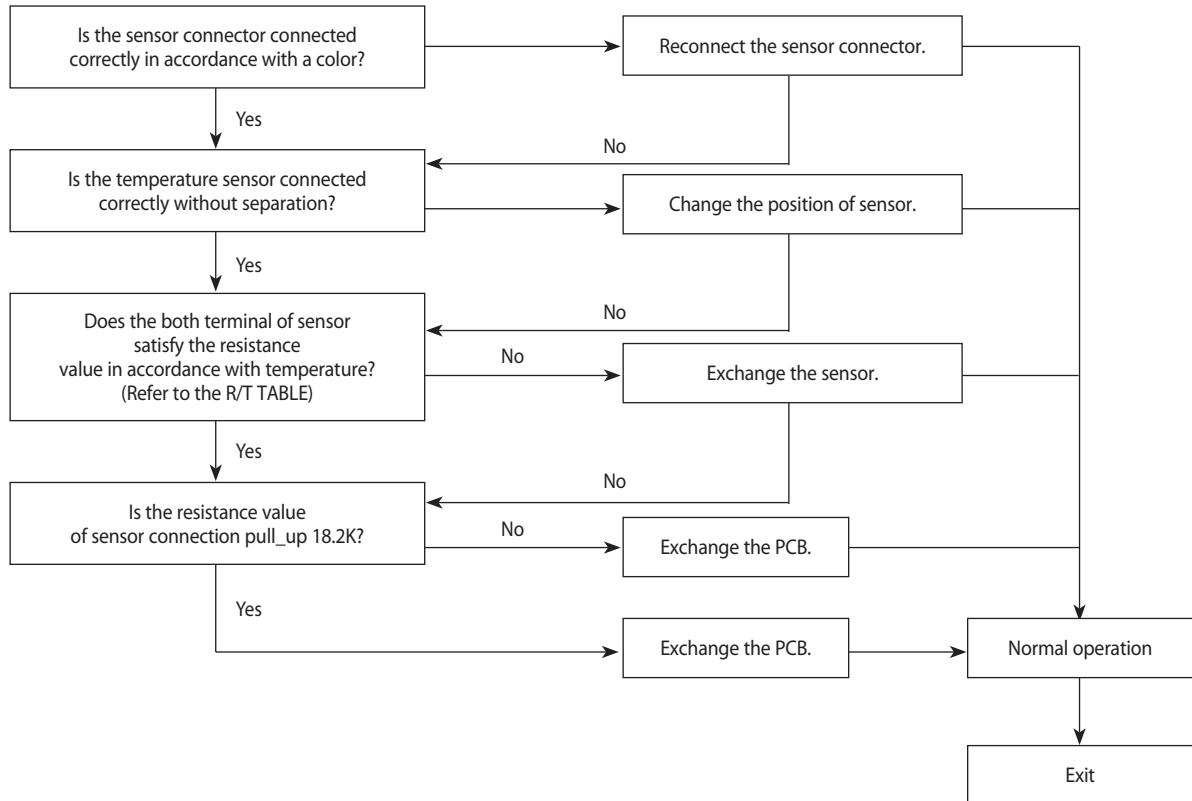 Is the sensor connector connected
correctly in accordance with a color?
Reconnect the sensor connector.
Yes
No
Is the temperature sensor connected
correctly without separation?
Change the position of sensor.
Yes
No
Does the both terminal of sensor
satisfy the resistance
value in accordance with temperature?
(Refer to the R/T TABLE)
No
Exchange the sensor.
Yes
No
Is the resistance value
of sensor connection pull_up 18.2K?
No
Exchange the PCB.
Yes
Exchange the PCB.
Normal operation
Exit